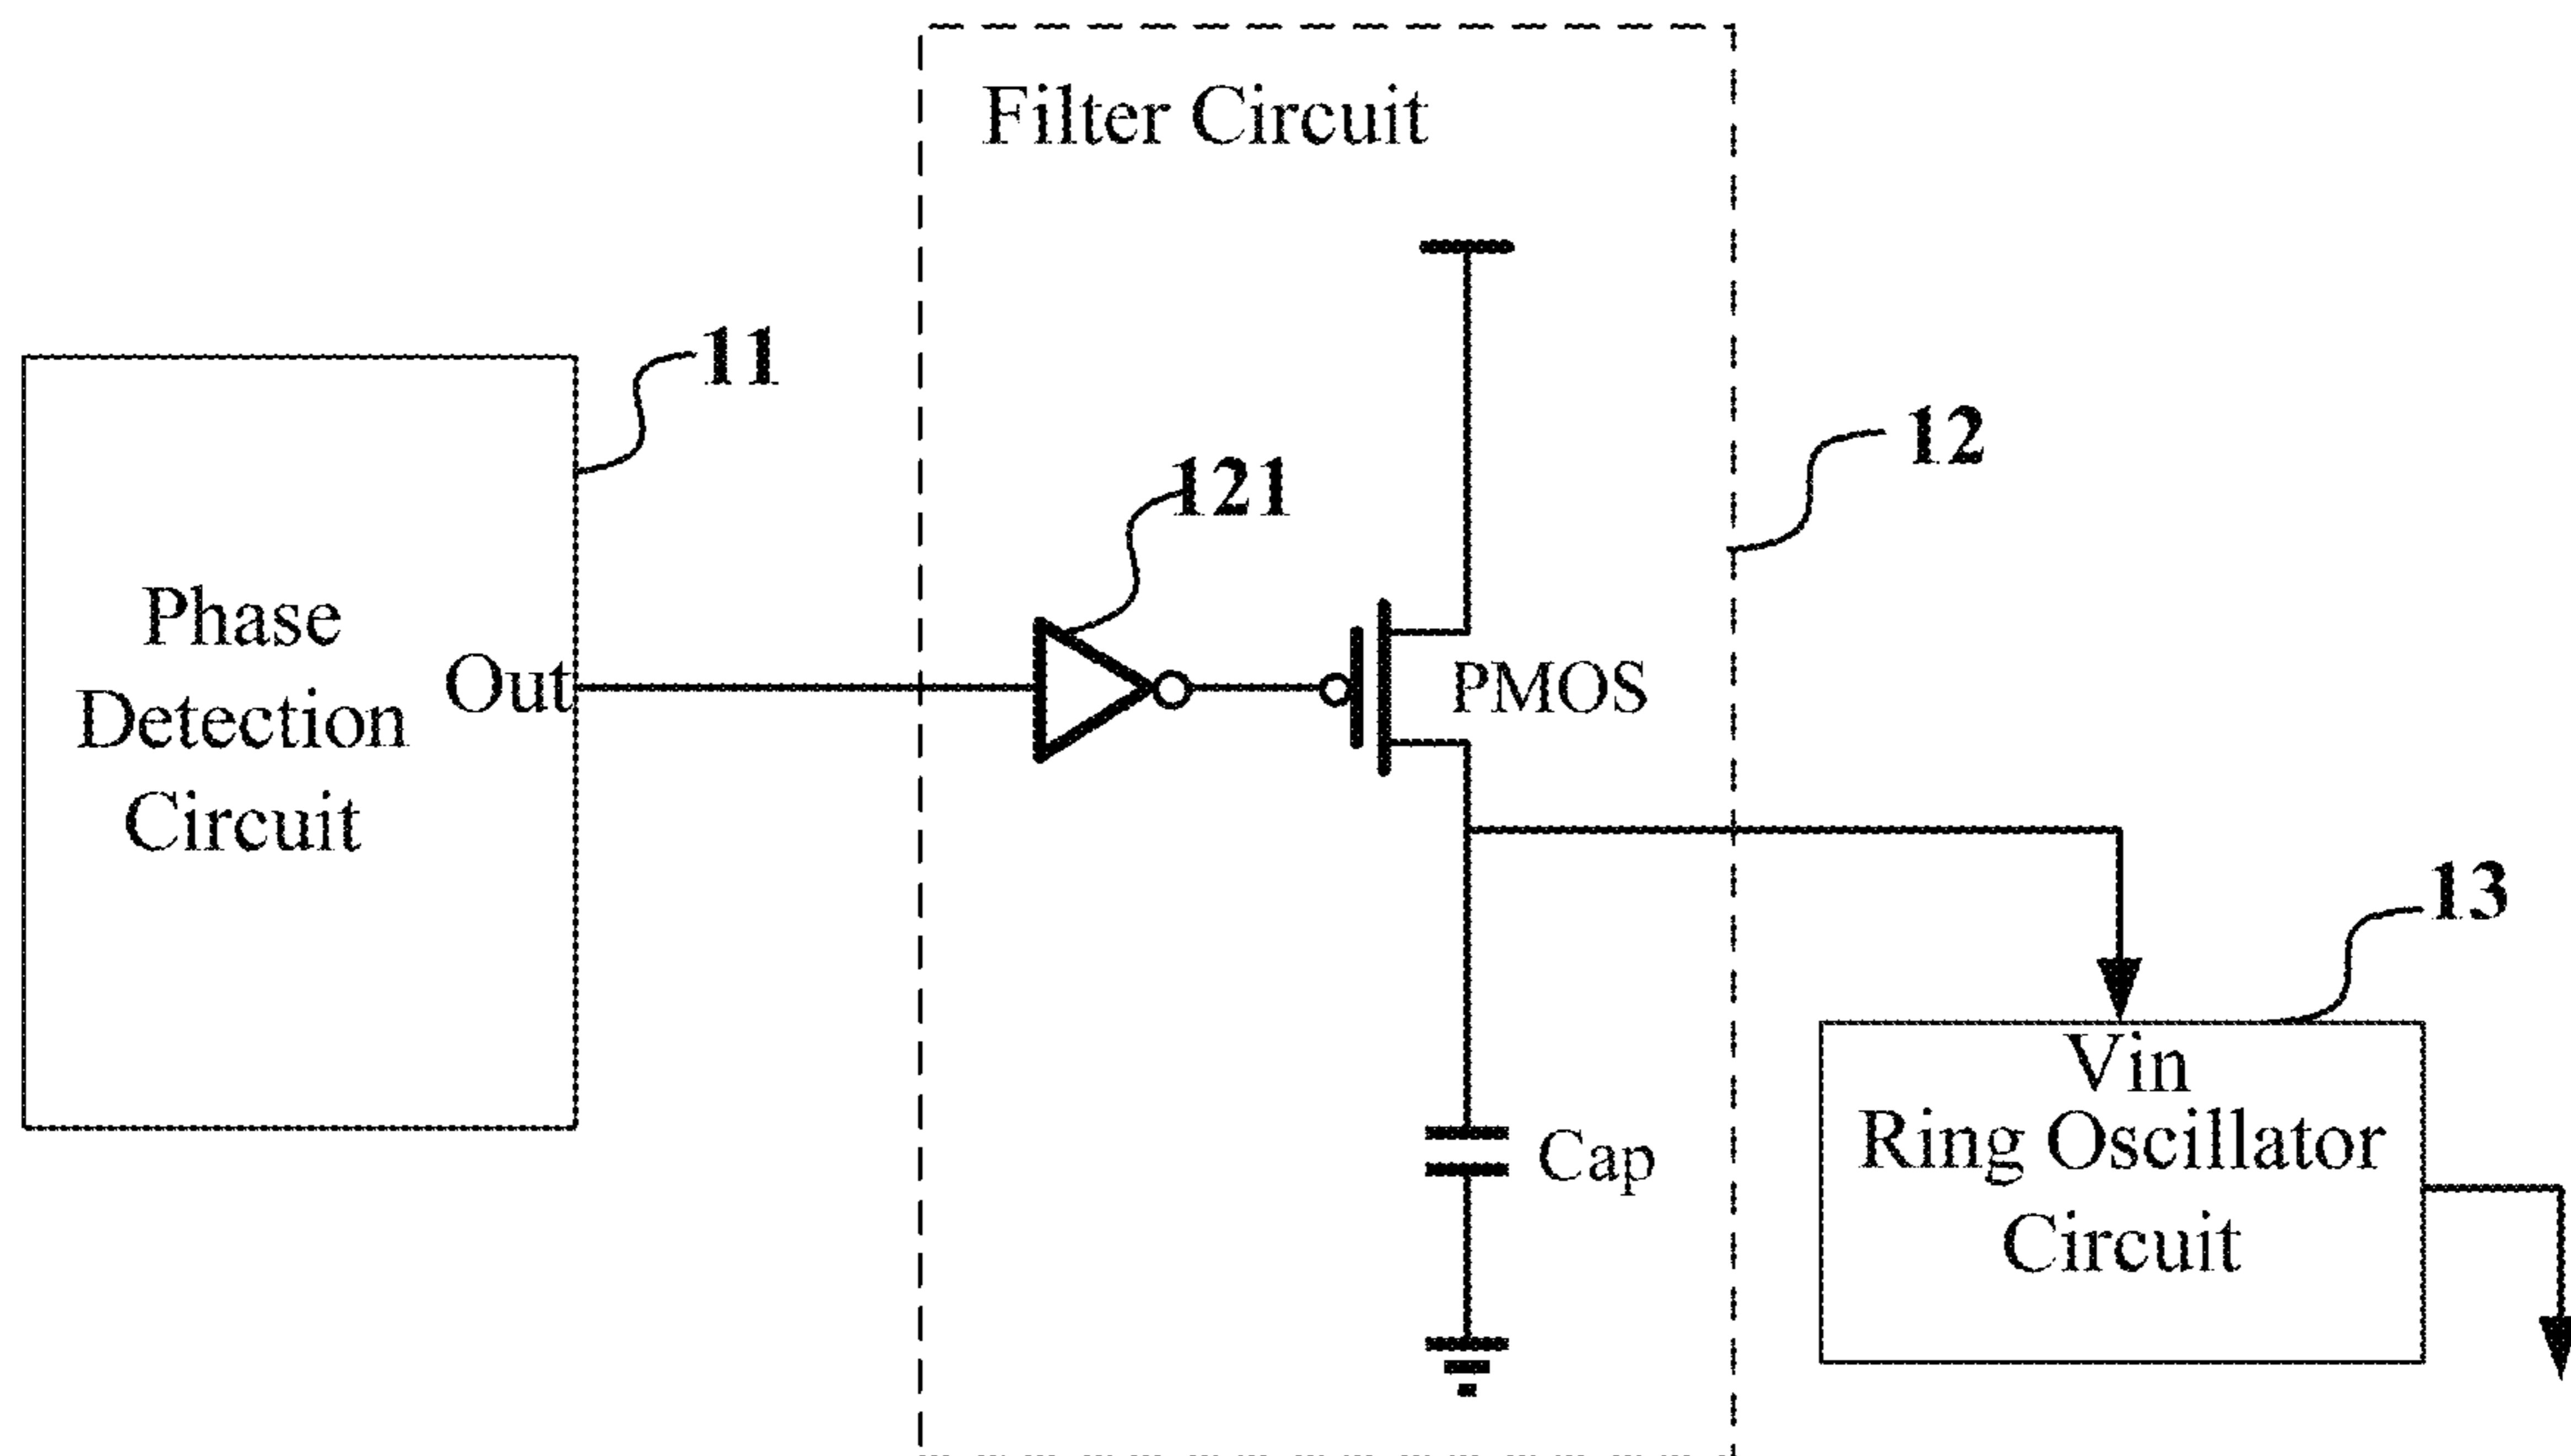 Filter Circuit
11
12
121
Phase
Detection
Circuit
Out
PMOS
13
Vin
Ring Oscillator
Circuit
Cap